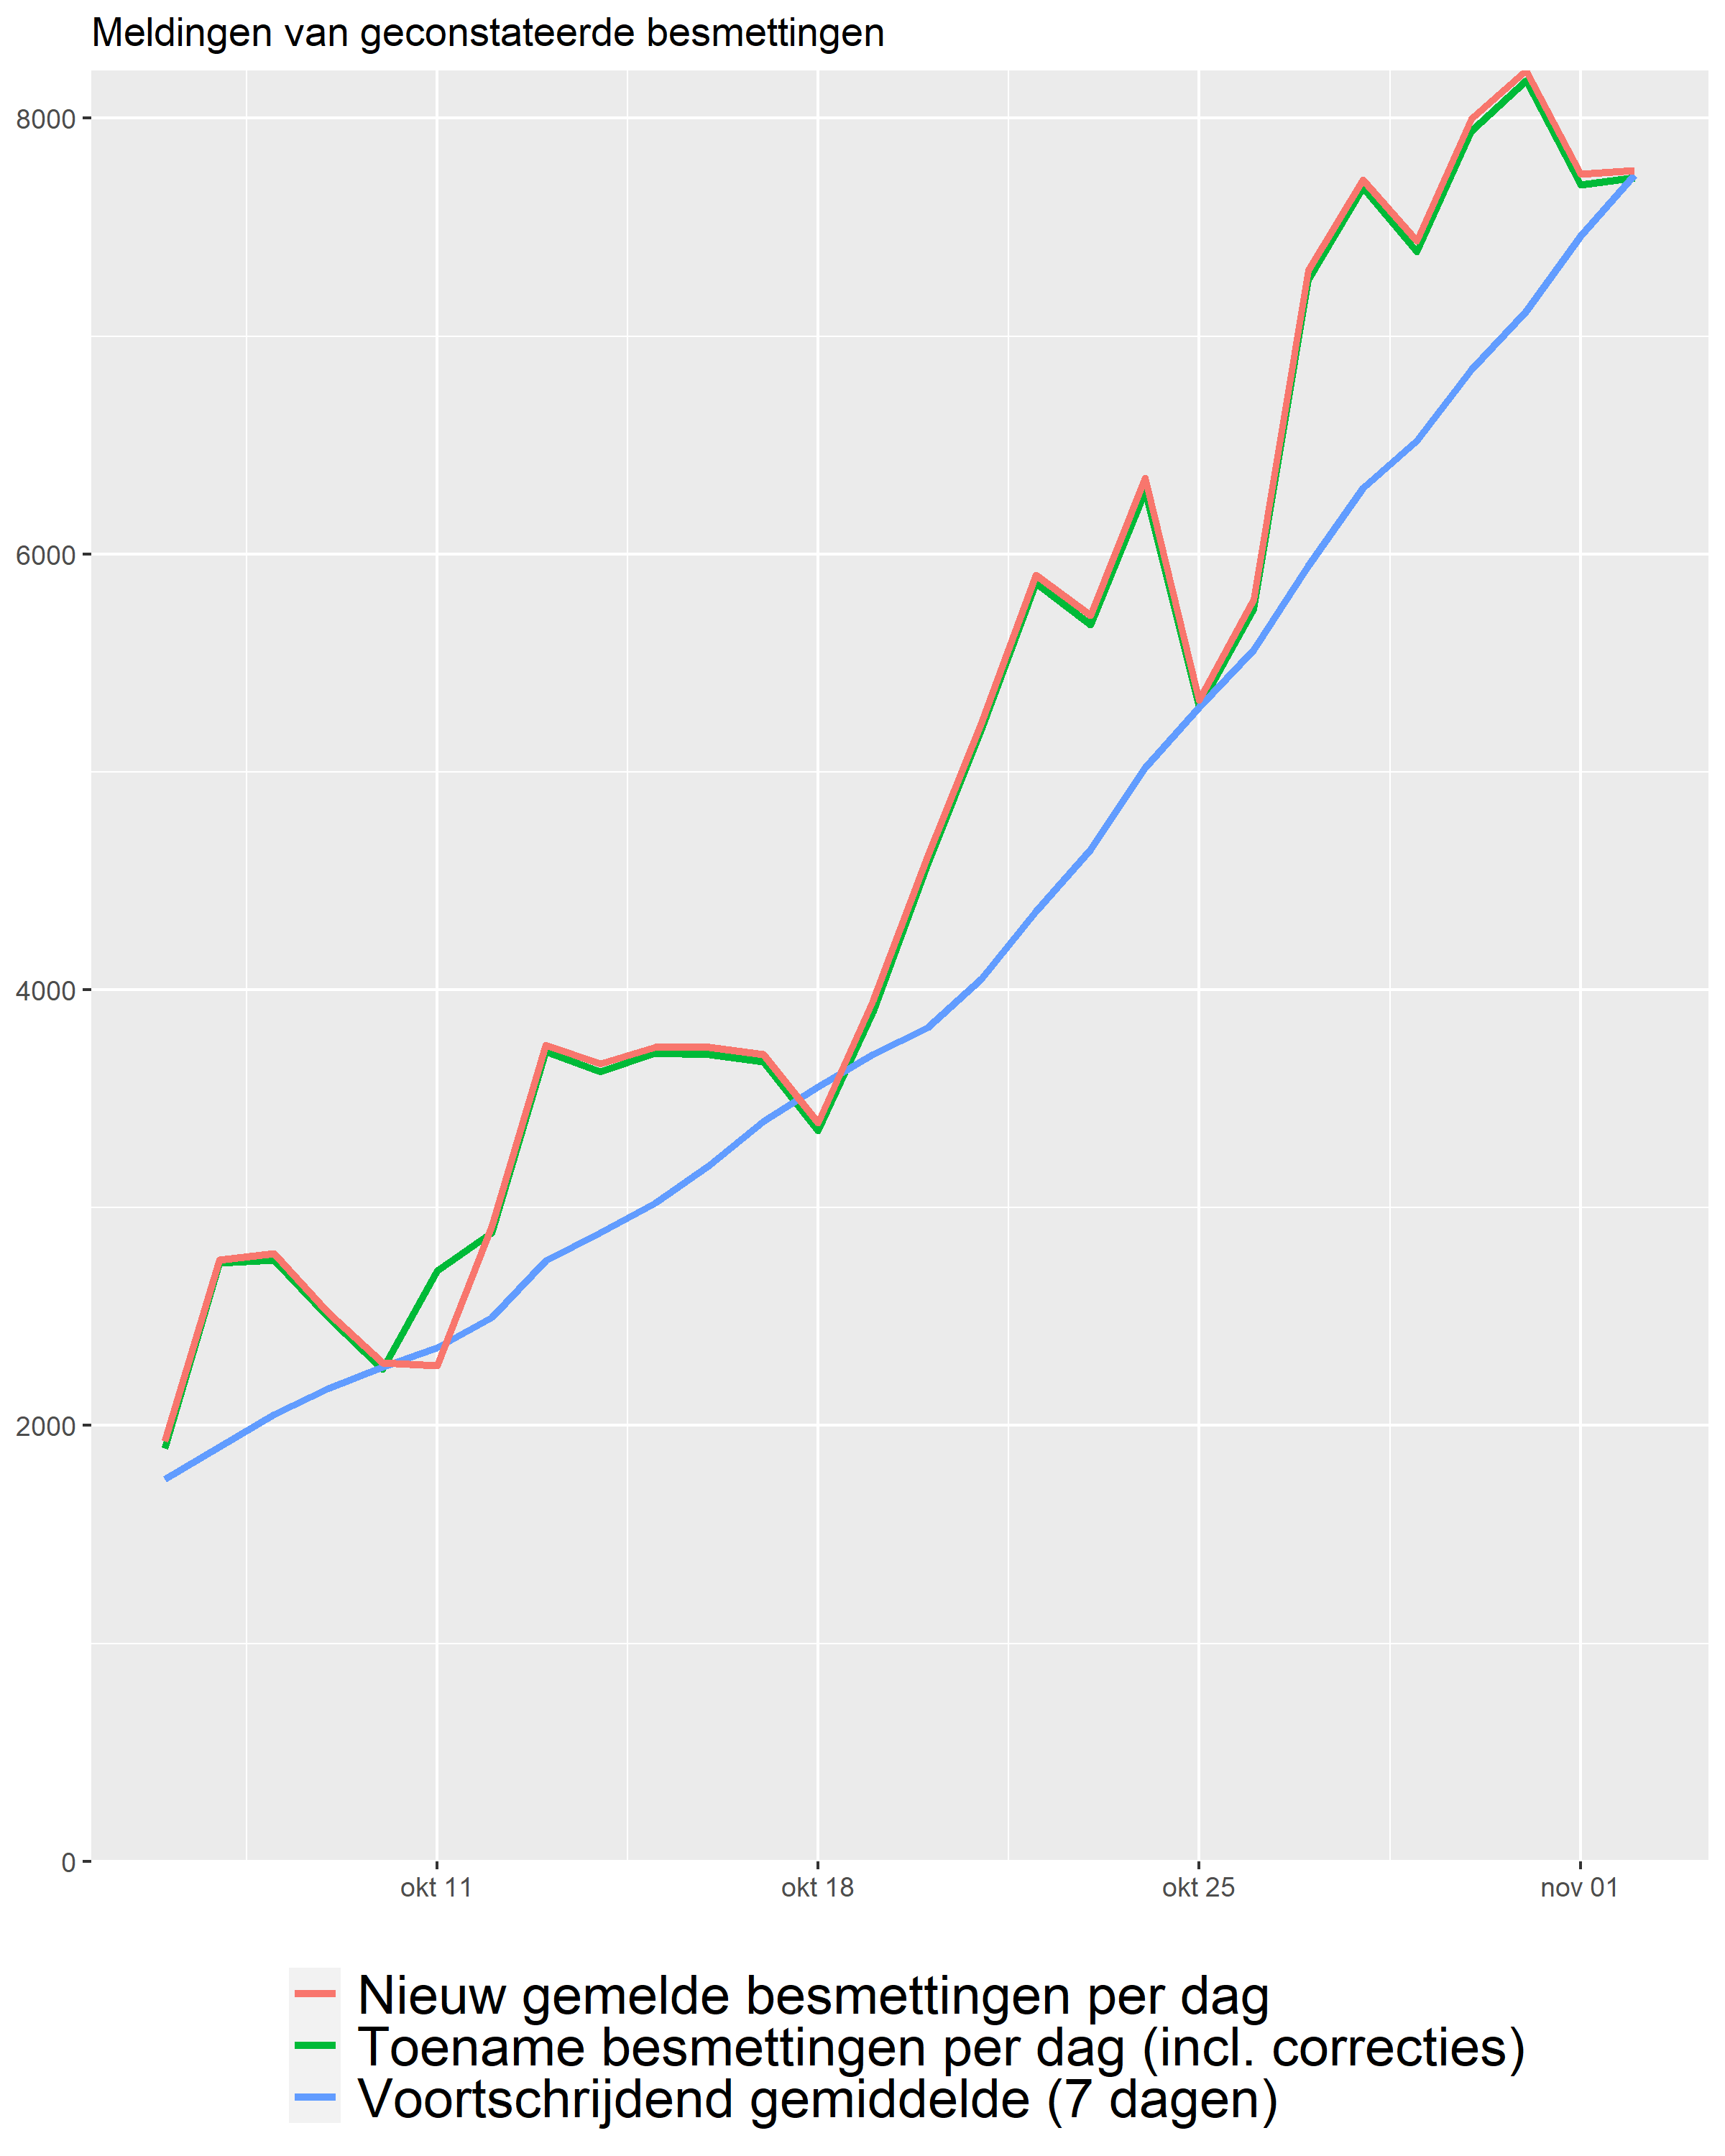 Meldingen van geconstateerde besmettingen
8000
6000
4000
2000
0
okt 11 okt 18 okt 25 nov 01
Nieuw gemelde besmettingen per dag
Toename besmettingen per dag (incl. correcties)
Voortschrijdend gemiddelde (7 dagen)